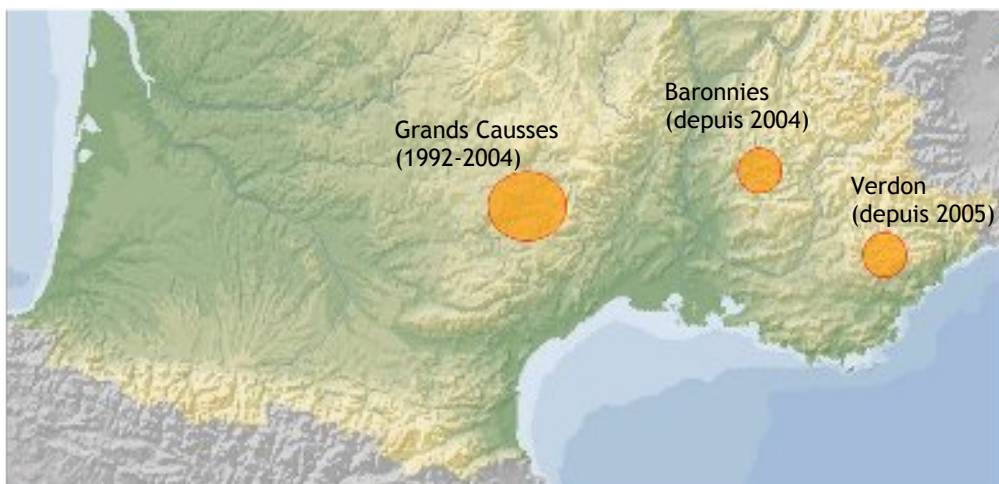 Grands Causses
(1992-2004)
Baronnies
(depuis 2004)
Verdon
(depuis 2005)